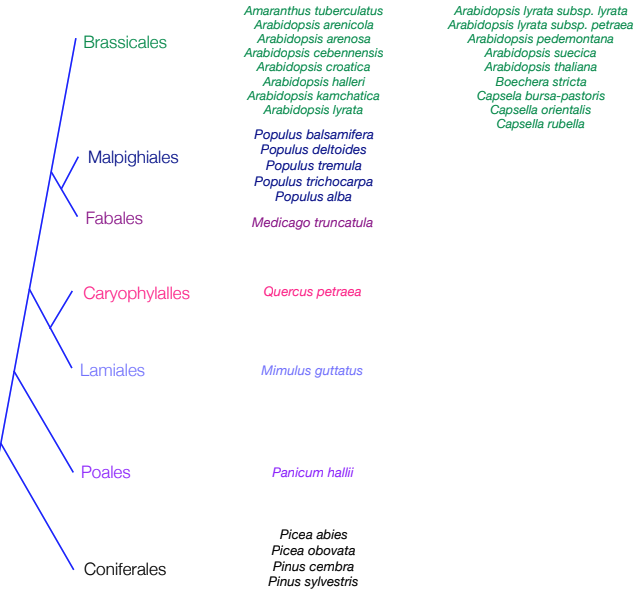 Brassicales
Amaranthus tuberculatus
Arabidopsis arenicola
Arabidopsis arenosa
Arabidopsis cebennensis
Arabidopsis croatica
Arabidopsis halleri
Arabidopsis kamchatica
Arabidopsis lyrata
Arabidopsis lyrata subsp. lyrata
Arabidopsis lyrata subsp. petraea
Arabidopsis pedemontana
Arabidopsis suecica
Arabidopsis thaliana
Boechera stricta
Capsela bursa-pastoris
Capsella orientalis
Capsella rubella
Malpighiales
Populus balsamifera
Populus deltoides
Populus tremula
Populus trichocarpa
Populus alba
Fabales
Medicago truncatula
Caryophylalles
Quercus petraea
Lamiales
Mimulus guttatus
Poales
Panicum hallii
Coniferales
Picea abies
Picea obovata
Pinus cembra
Pinus sylvestris